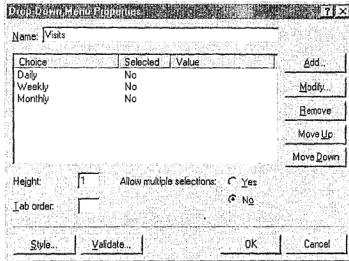 Drop-Down Menu Properties
Name: Visits
Choice Selected Value
Daily No
Weekly No
Monthly No
Add...
Modify...
Remove
Move Up
Move Down
Height: 1 Allow multiple selections: Yes
No
Tab order:
Style... Validate... OK Cancel